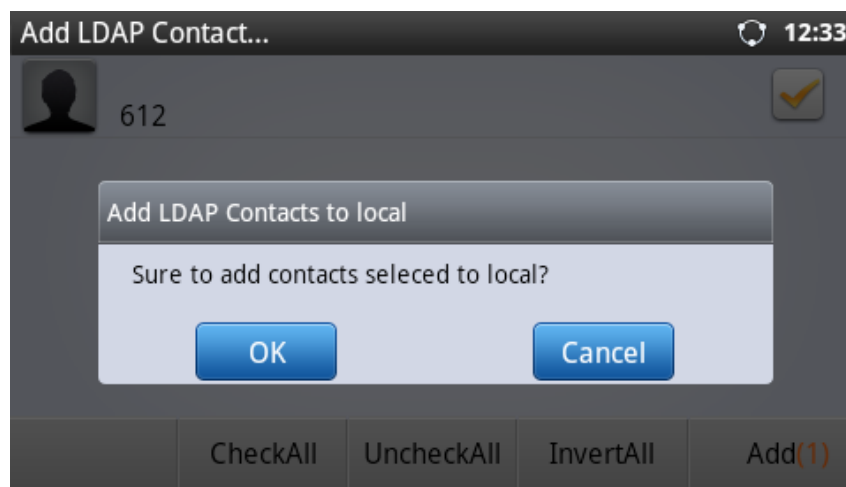 Add LDAP Contact... 12:33
612
Add LDAP Contacts to local
Sure to add contacts seleced to local?
OK Cancel
CheckAll UncheckAll InvertAll Add(1)